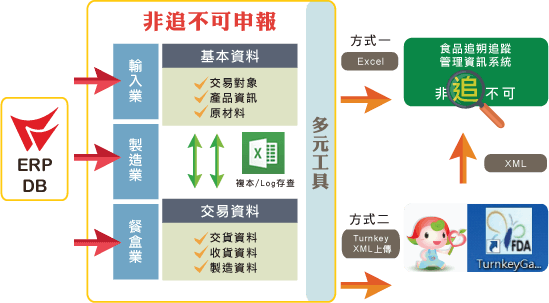 非追不可申報
ERP
DB
輸入業
製造業
餐盒業
基本資料
交易對象
產品資訊
原材料
複本/Log存查
交易資料
交貨資料
收貨資料
製造資料
多元工具
方式一
Excel
食品追朔追蹤
管理資訊系統
非追不可
XML
方式二
Turnkey
XML上傳
FDA
TurnkeyGa...